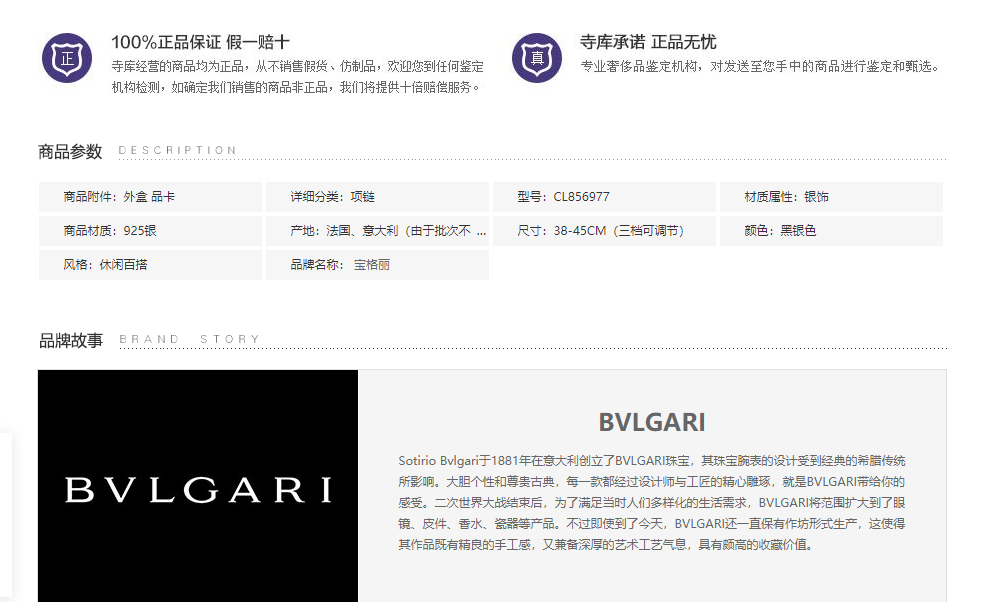 正
100%正品保证 假一赔十
寺库经营的商品均为正品，从不销售假货、仿制品，欢迎您到任何鉴定
机构检测，如确定我们销售的商品非正品，我们将提供十倍赔偿服务。
真
寺库承诺 正品无忧
专业奢侈品鉴定机构，对发送至您手中的商品进行鉴定和甄选。
商品参数 DESCRIPTION
商品附件：外盒 品卡 详细分类：项链 型号：CL856977 材质属性：银饰
商品材质：925银 产地：法国、意大利（由于批次不 ... 尺寸：38-45CM（三档可调节） 颜色：黑银色
风格：休闲百搭 品牌名称：宝格丽
品牌故事 BRAND STORY
BVLGARI
BVLGARI
Sotirio Bvlgari于1881年在意大利创立了BVLGARI珠宝，其珠宝腕表的设计受到经典的希腊传统
所影响。大胆个性和尊贵古典，每一款都经过设计师与工匠的精心雕琢，就是BVLGARI带给你的
感受。二次世界大战结束后，为了满足当时人们多样化的生活需求，BVLGARI将范围扩大到了眼
镜、皮件、香水、瓷器等产品。不过即使到了今天，BVLGARI还一直保有作坊形式生产，这使得
其作品既有精良的手工感，又兼备深厚的艺术工艺气息，具有颇高的收藏价值。